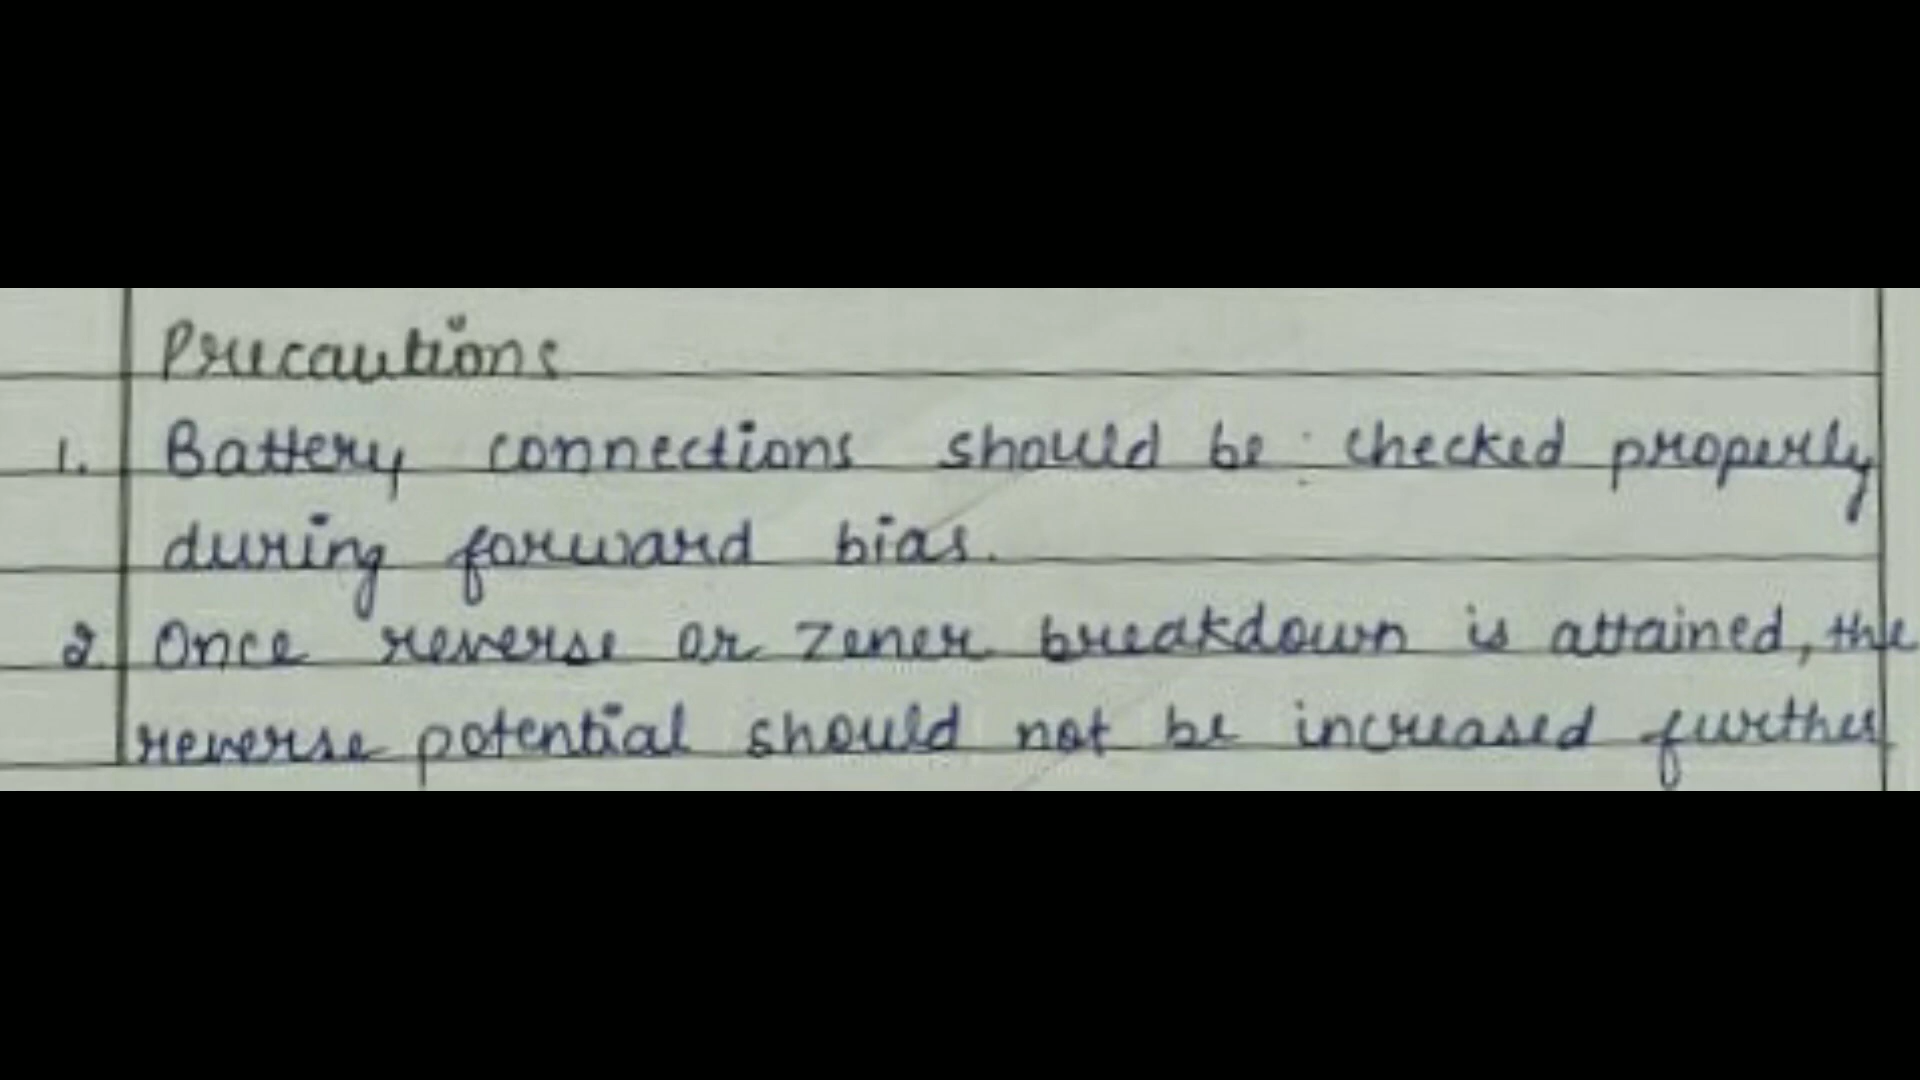 Precautions
1. Battery connections should be checked properly
during forward bias.
2. Once reverse or zener breakdown is attained, the
reverse potential should not be increased further